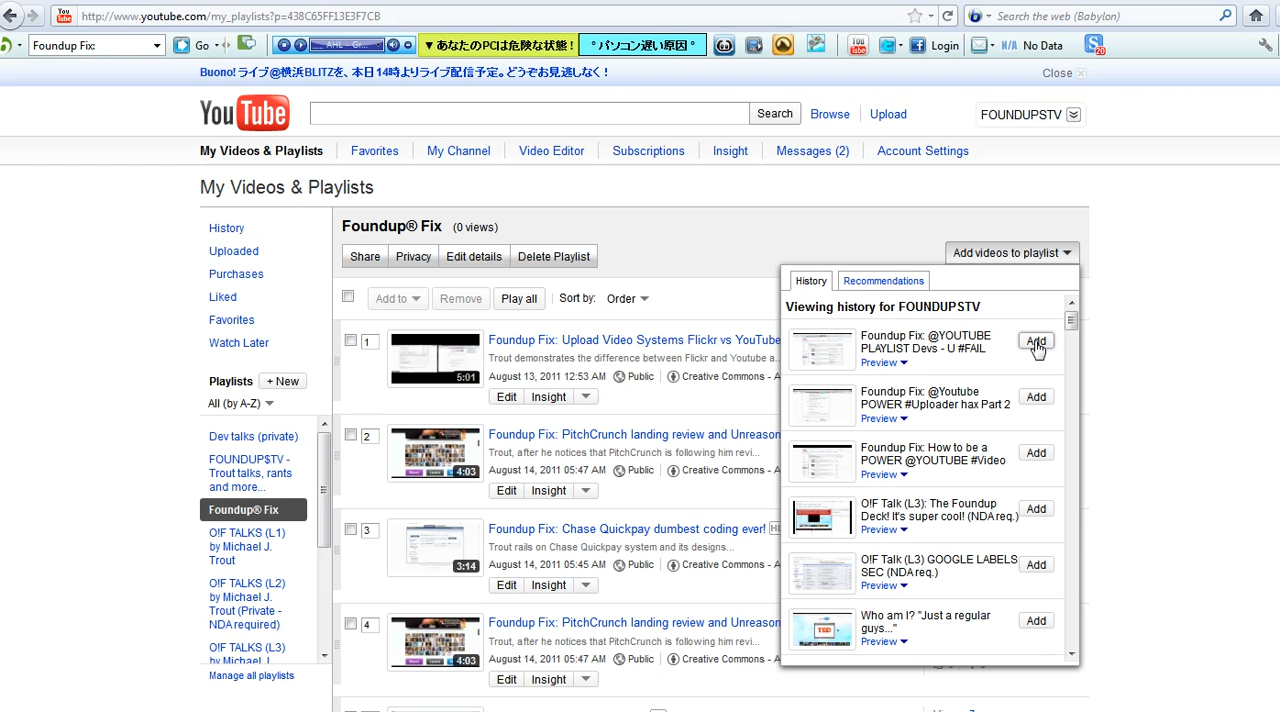 http://www.youtube.com/my_playlists?p=438C65FF13E3F7CB
Search the web (Babylon)
Foundup Fix:
Go
AHL - Gr
▼あなたのPCは危険な状態！
°パソコン遅い原因°
You Tube
Login
N/A No Data
20
Buono!ライブ@横浜BLITZを、本日14時よりライブ配信予定。どうぞお見逃しなく！
Close
YouTube
Search
Browse
Upload
FOUNDUPSTV
My Videos & Playlists
Favorites
My Channel
Video Editor
Subscriptions
Insight
Messages (2)
Account Settings
My Videos & Playlists
History
Uploaded
Purchases
Liked
Favorites
Watch Later
Playlists
+ New
All (by A-Z)
Dev talks (private)
FOUNDUP$TV -
Trout talks, rants
and more...
Foundup® Fix
O!F TALKS (L1)
by Michael J.
Trout
O!F TALKS (L2)
by Michael J.
Trout (Private -
NDA required)
O!F TALKS (L3)
by Michael J.
Manage all playlists
Foundup® Fix (0 views)
Share
Privacy
Edit details
Delete Playlist
Add videos to playlist
Add to
Remove
Play all
Sort by: Order
1
5:01
Foundup Fix: Upload Video Systems Flickr vs YouTube
Trout demonstrates the difference between Flickr and Youtube a...
August 13, 2011 12:53 AM Public Creative Commons - A
Edit Insight
2
4:03
Foundup Fix: PitchCrunch landing review and Unreason
Trout, after he notices that PitchCrunch is following him revi...
August 14, 2011 05:47 AM Public Creative Commons - A
Edit Insight
3
3:14
Foundup Fix: Chase Quickpay dumbest coding ever!
Trout rails on Chase Quickpay system and its designs...
August 14, 2011 05:45 AM Public Creative Commons - A
Edit Insight
4
4:03
Foundup Fix: PitchCrunch landing review and Unreason
Trout, after he notices that PitchCrunch is following him revi...
August 14, 2011 05:47 AM Public Creative Commons - A
Edit Insight
History
Recommendations
Viewing history for FOUNDUPSTV
Foundup Fix: @YOUTUBE
PLAYLIST Devs - U #FAIL
Preview
Add
Foundup Fix: @Youtube
POWER #Uploader hax Part 2
Preview
Add
Foundup Fix: How to be a
POWER @YOUTUBE #Video
Preview
Add
O!F Talk (L3): The Foundup
Deck! It's super cool! (NDA req.)
Preview
Add
O!F Talk (L3) GOOGLE LABELS
SEC (NDA req.)
Preview
Add
TED
Who am I? "Just a regular
guys..."
Preview
Add